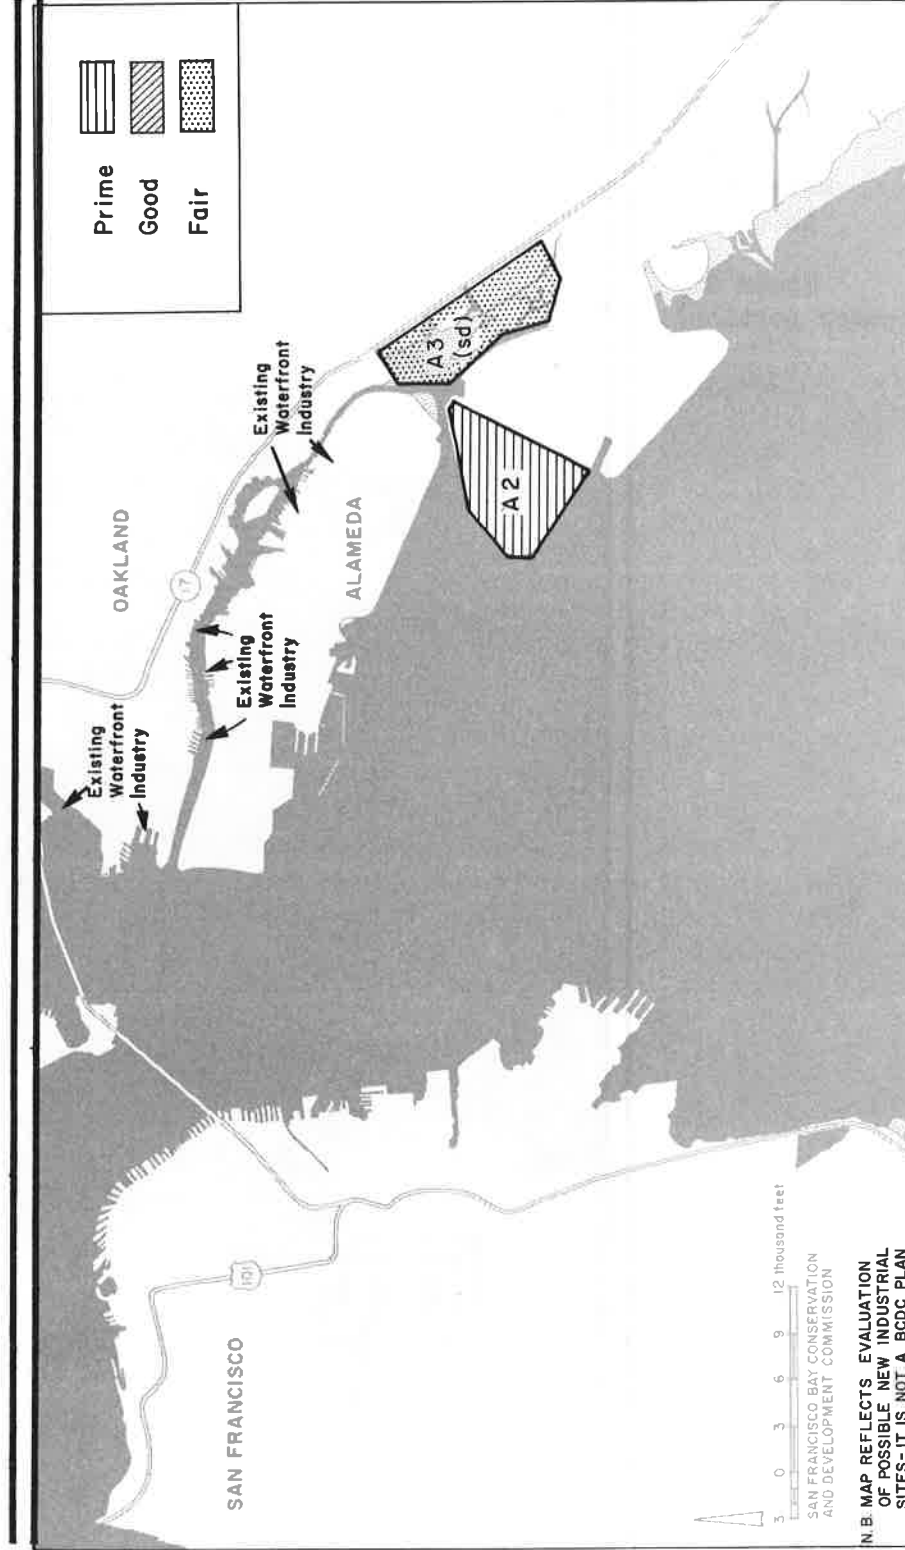 Prime
Good
Fair
OAKLAND
17
Existing
Waterfront
Industry
Existing
Waterfront
Industry
Existing
Waterfront
Industry
ALAMEDA
A3
(sd)
A2
SAN FRANCISCO
101
3 0 3 6 9 12 thousand feet
SAN FRANCISCO BAY CONSERVATION
AND DEVELOPMENT COMMISSION
N.B. MAP REFLECTS EVALUATION
OF POSSIBLE NEW INDUSTRIAL
SITES-IT IS NOT A BCDC PLAN